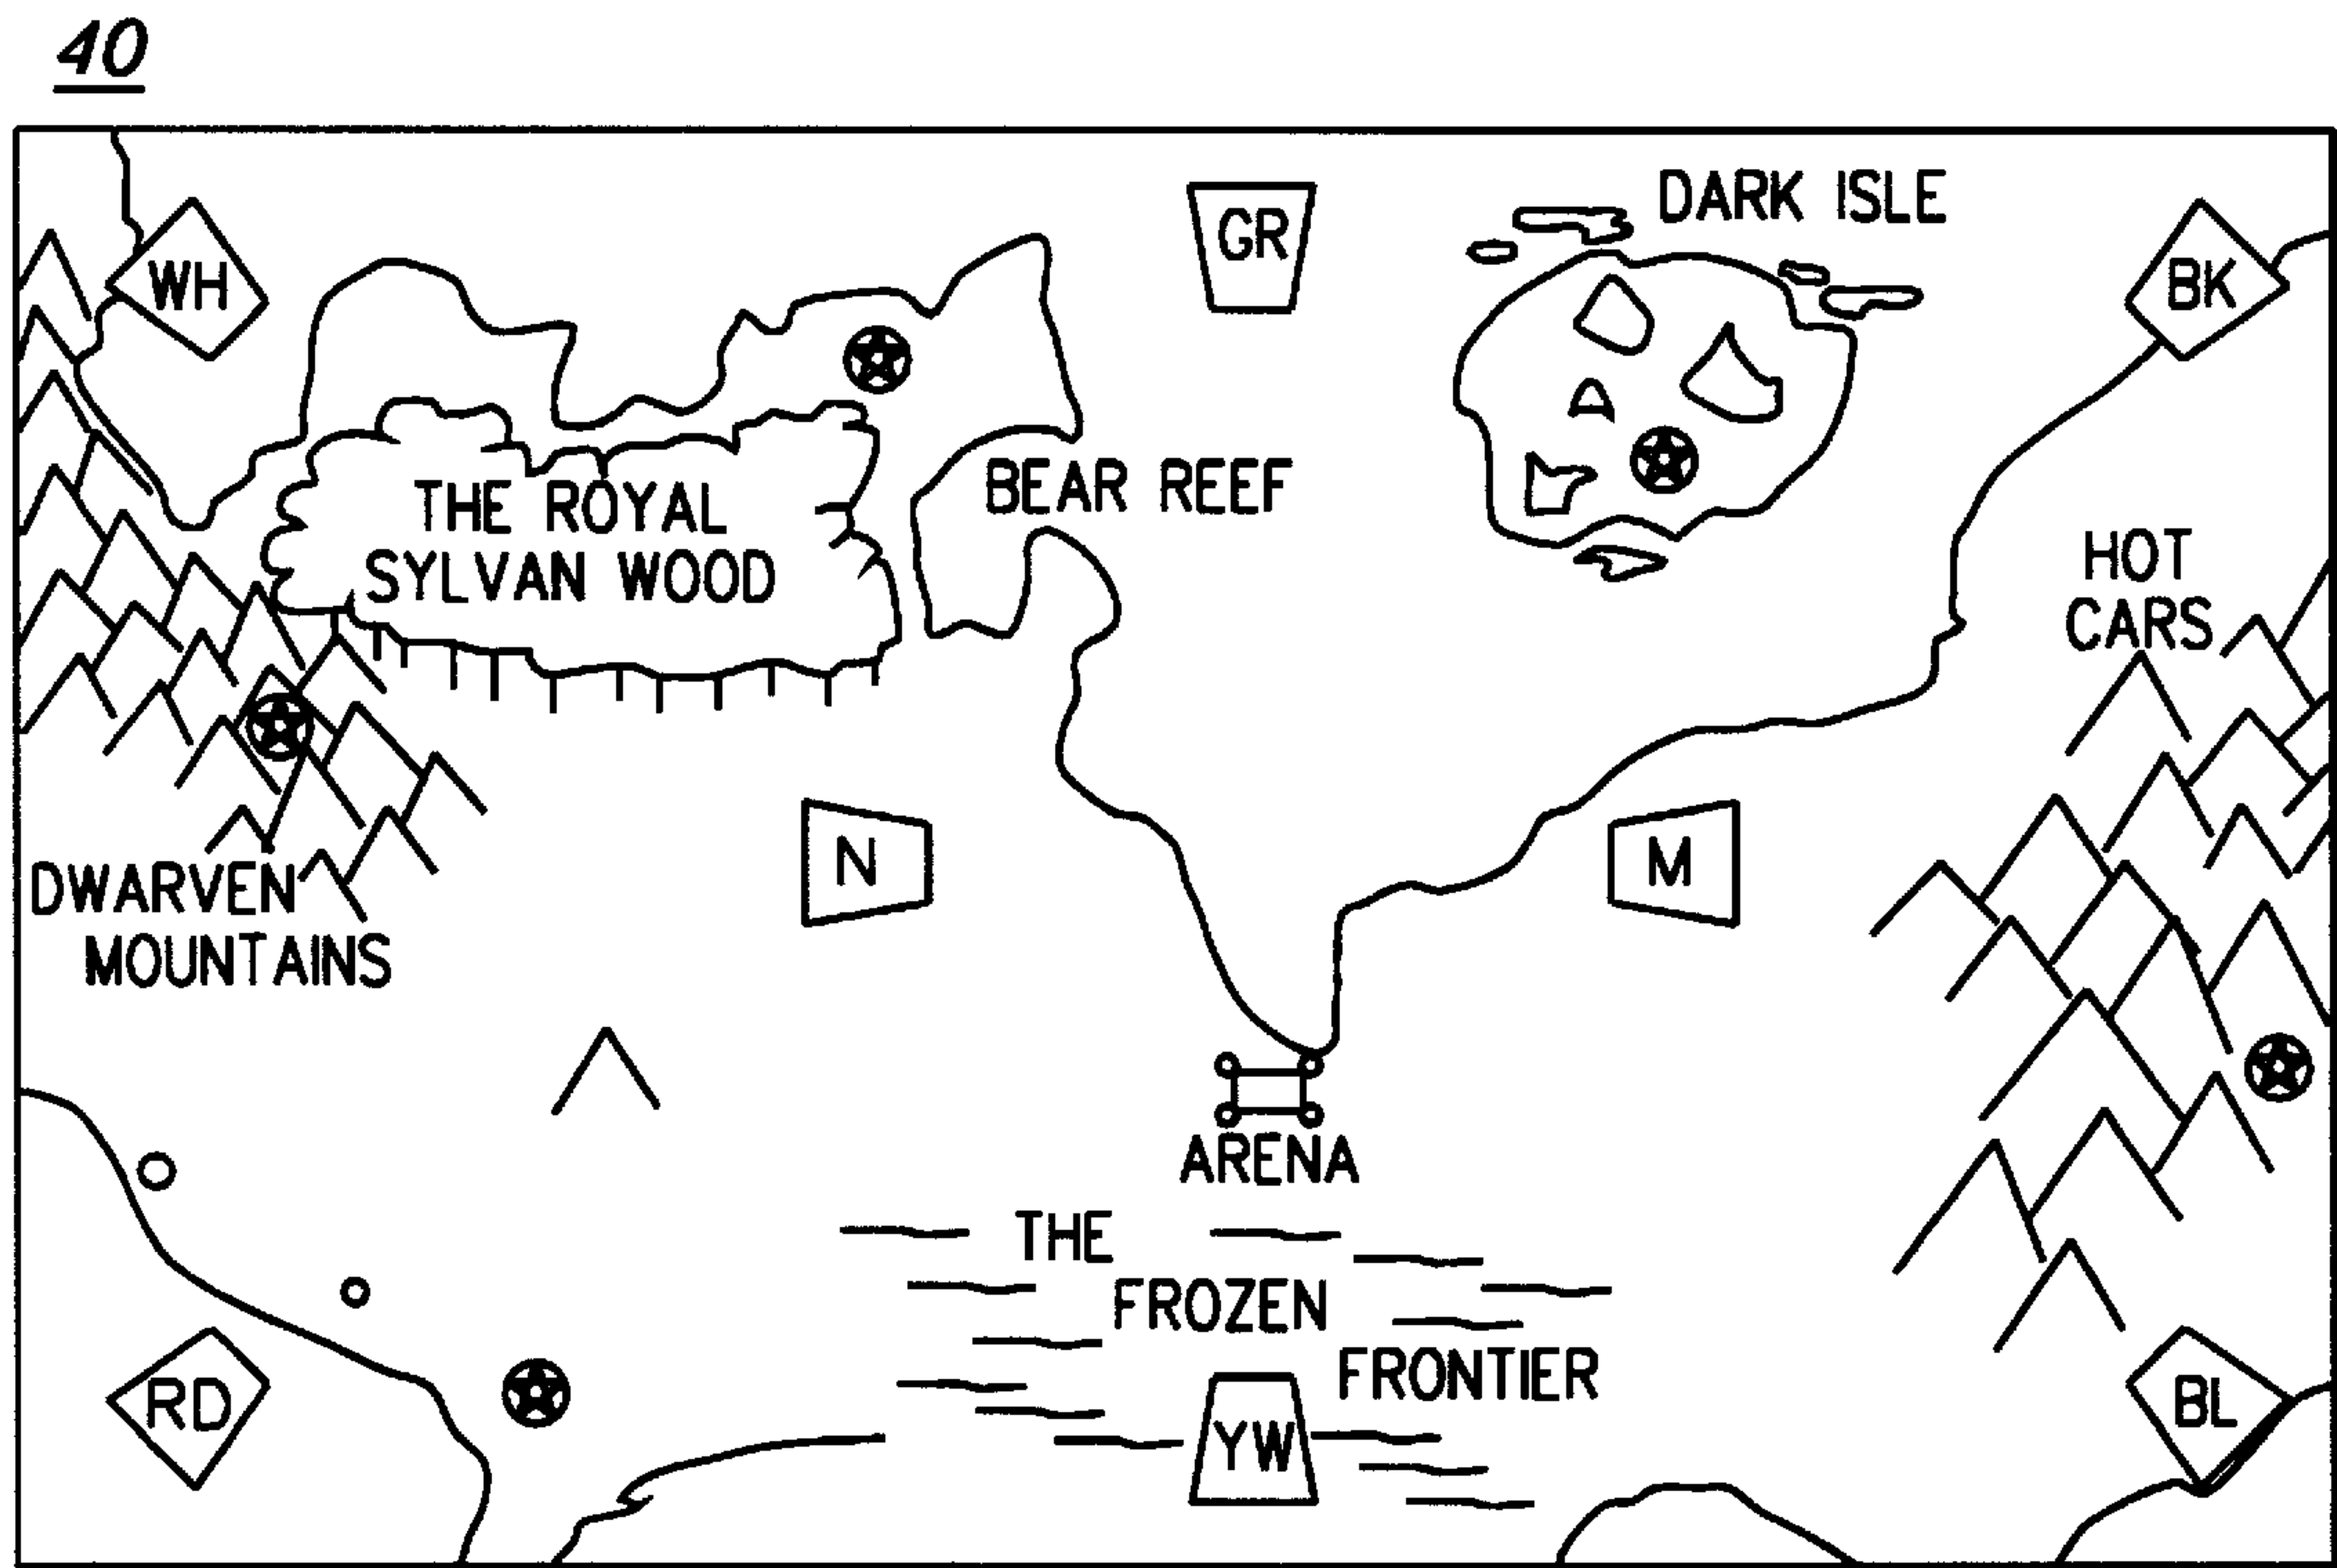 40
DARK ISLE
GR
WH
BK
BEAR REEF
THE ROYAL
SYLVAN WOOD
HOT
CARS
N
M
DWARVEN
MOUNTAINS
ARENA
THE
FROZEN
FRONTIER
RD
YW
BL